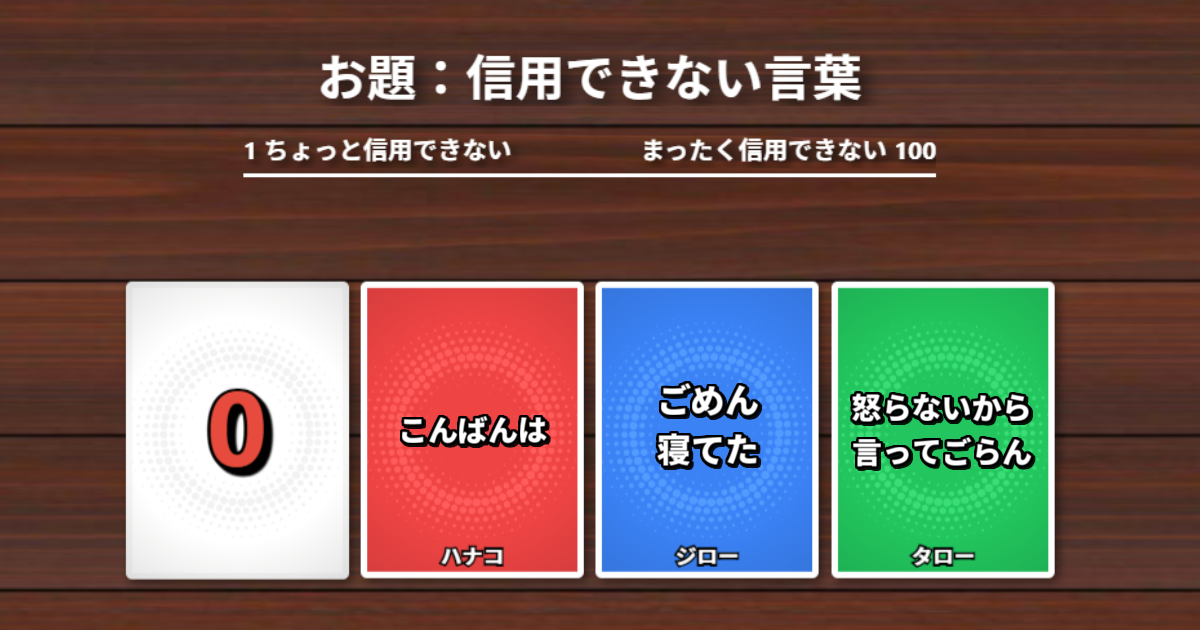 お題：信用できない言葉
1 ちょっと信用できない
まったく信用できない 100
0
こんばんは
ハナコ
ごめん
寝てた
ジロー
怒らないから
言ってごらん
タロー